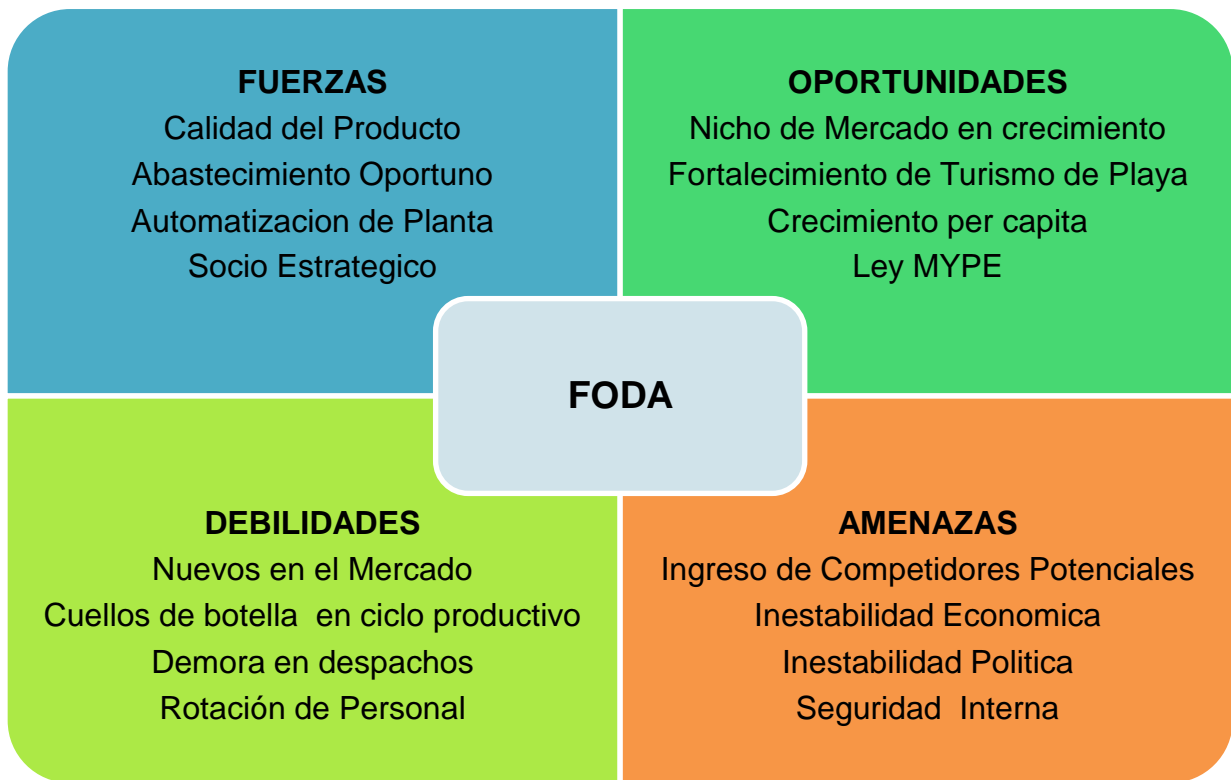 FUERZAS
Calidad del Producto
Abastecimiento Oportuno
Automatizacion de Planta
Socio Estrategico
OPORTUNIDADES
Nicho de Mercado en crecimiento
Fortalecimiento de Turismo de Playa
Crecimiento per capita
Ley MYPE
FODA
DEBILIDADES
Nuevos en el Mercado
Cuellos de botella  en ciclo productivo
Demora en despachos
Rotación de Personal
AMENAZAS
Ingreso de Competidores Potenciales
Inestabilidad Economica
Inestabilidad Politica
Seguridad  Interna